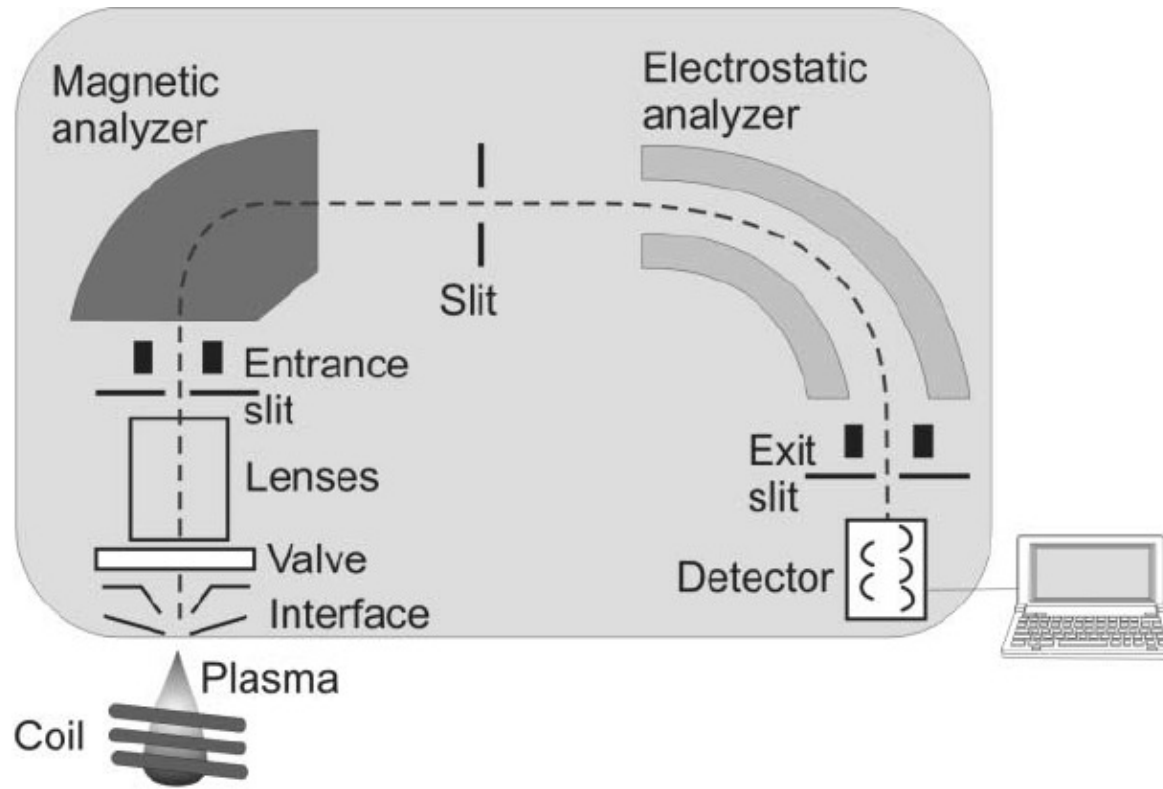 Magnetic
analyzer
Electrostatic
analyzer
Slit
Entrance
slit
Lenses
Valve
Interface
Plasma
Coil
Exit
slit
Detector